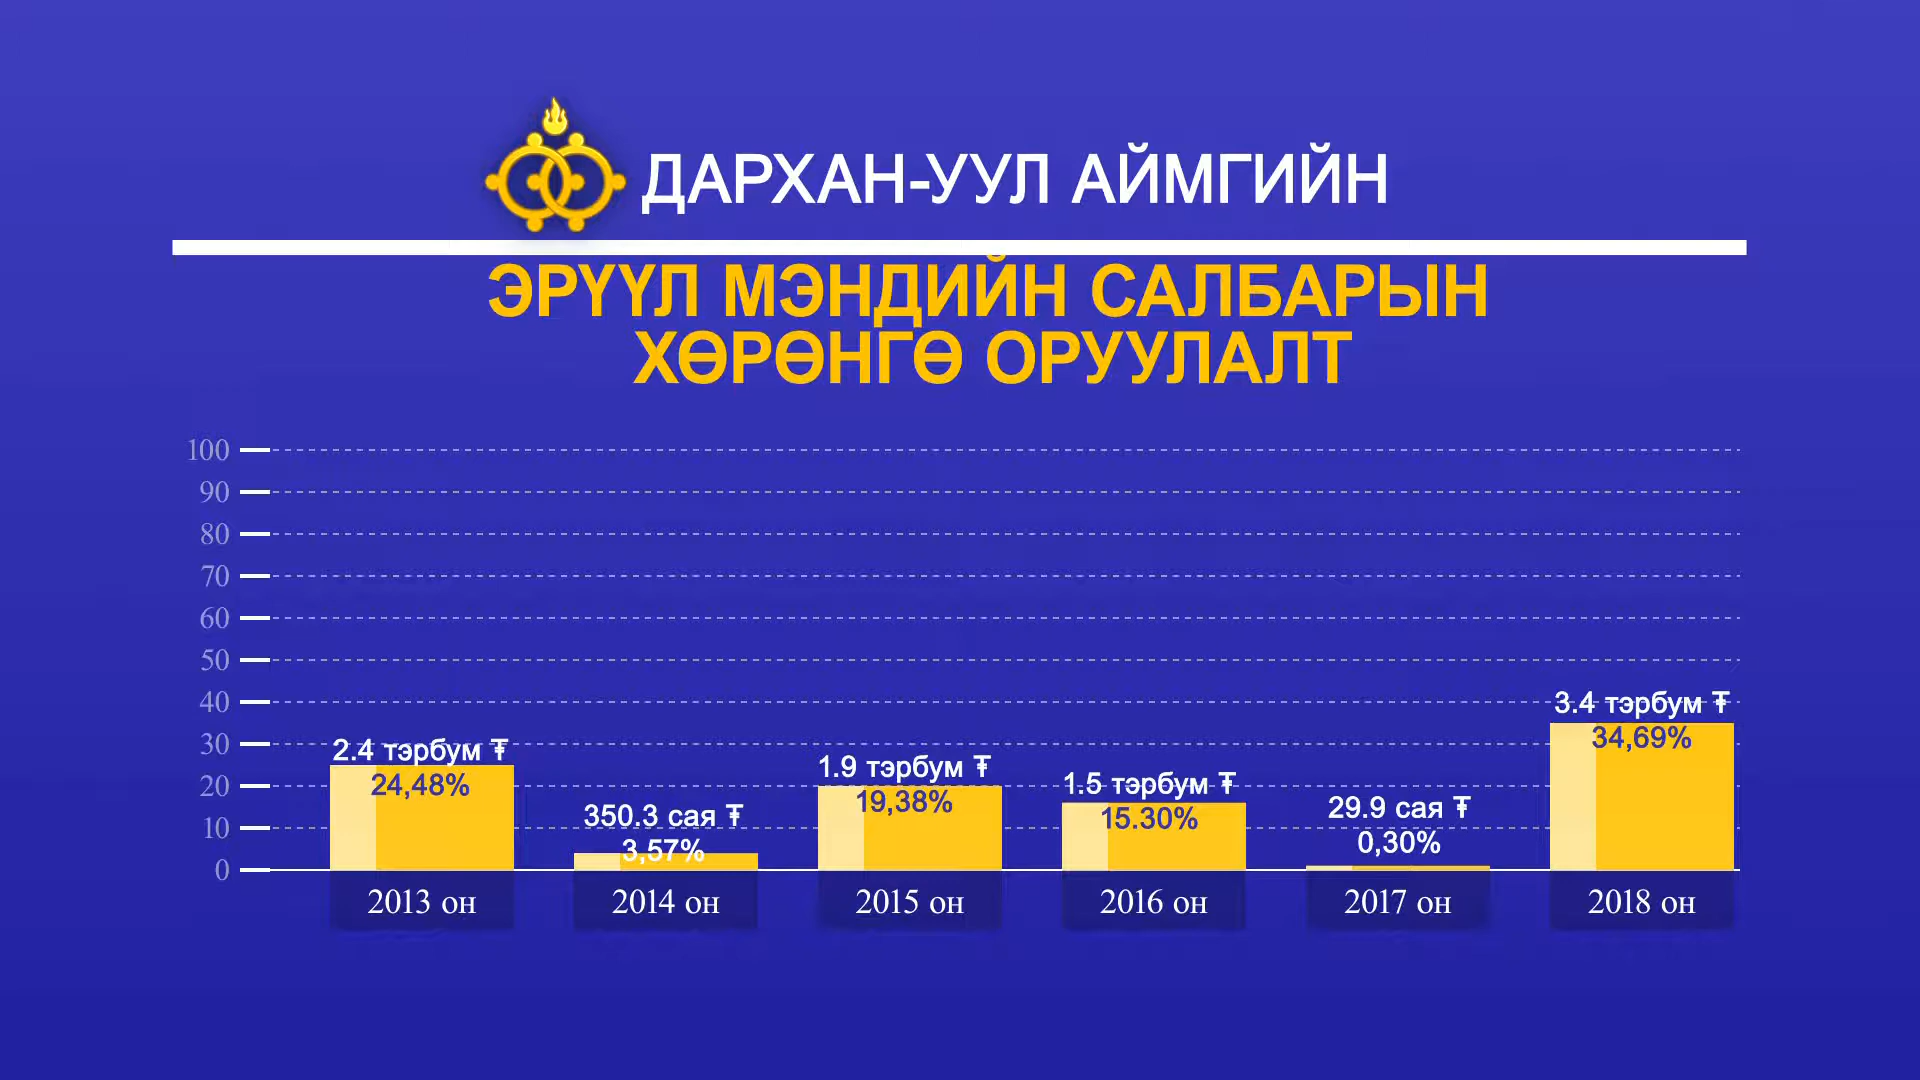 ДАРХАН-УУЛ АЙМГИЙН
ЭРҮҮЛ МЭНДИЙН САЛБАРЫН
ХӨРӨНГӨ ОРУУЛАЛТ
100
90
80
70
60
50
40
30
20
10
0
2.4 тэрбум ₮
24,48%
350.3 сая ₮
3,57%
1.9 тэрбум ₮
19,38%
1.5 тэрбум ₮
15.30%
29.9 сая ₮
0,30%
3.4 тэрбум ₮
34,69%
2013 он
2014 он
2015 он
2016 он
2017 он
2018 он